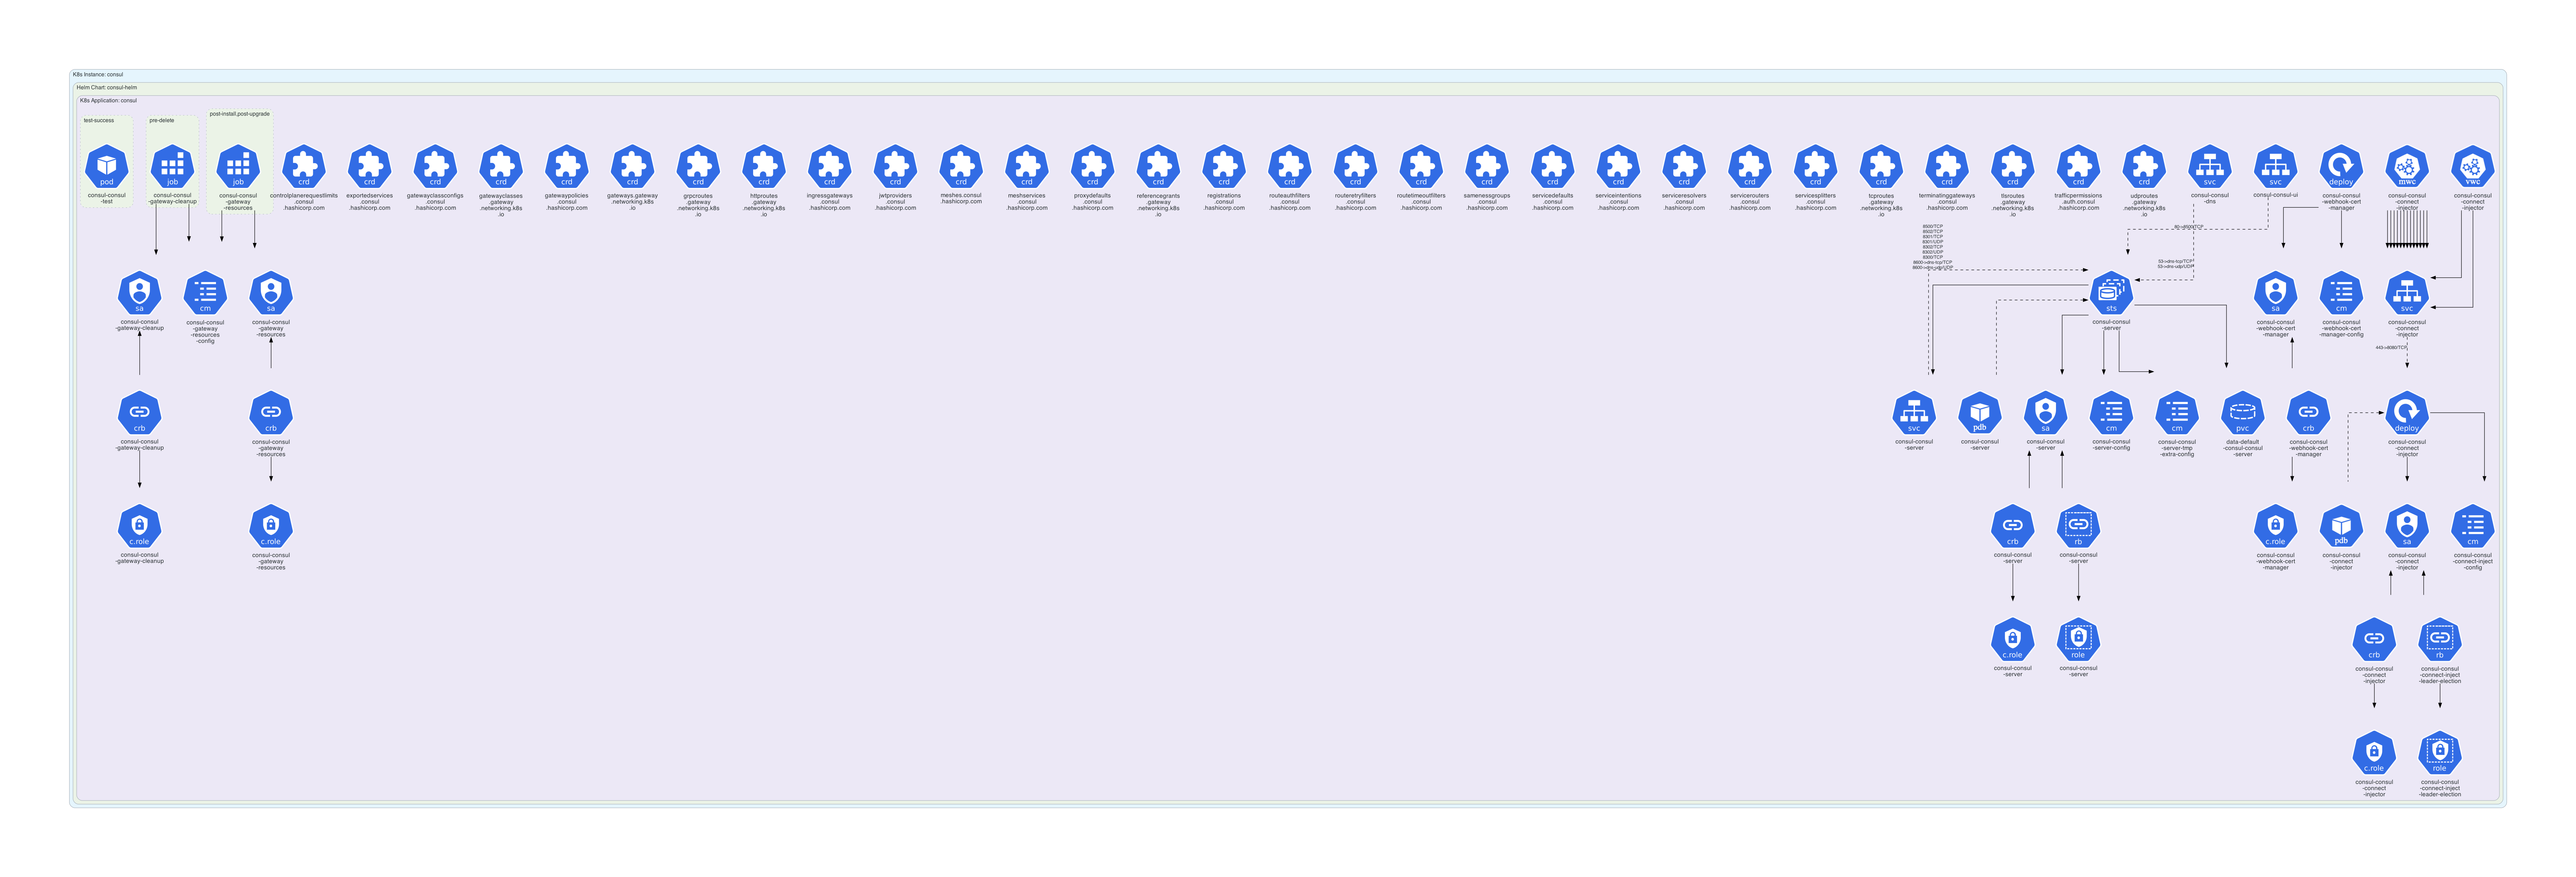 K8s Instance: consul
Helm Chart: consul-helm
K8s Application: consul
test-success
pod
consul-consul
-test
pre-delete
job
consul-consul
-gateway-cleanup
post-install,post-upgrade
job
consul-consul
-gateway
-resources
crd
controlplanerequestlimits
.consul
.hashicorp.com
crd
exportedservices
.consul
.hashicorp.com
crd
gatewayclassconfigs
.consul
.hashicorp.com
crd
gatewayclasses
.gateway
.networking.k8s
.io
crd
gatewaypolicies
.consul
.hashicorp.com
crd
gateways.gateway
.networking.k8s
.io
crd
grpcroutes
.gateway
.networking.k8s
.io
crd
httproutes
.gateway
.networking.k8s
.io
crd
ingressgateways
.consul
.hashicorp.com
crd
jwtproviders
.consul
.hashicorp.com
crd
meshes.consul
.hashicorp.com
crd
meshservices
.consul
.hashicorp.com
crd
proxydefaults
.consul
.hashicorp.com
crd
referencegrants
.gateway
.networking.k8s
.io
crd
registrations
.consul
.hashicorp.com
crd
routeauthfilters
.consul
.hashicorp.com
crd
routeretryfilters
.consul
.hashicorp.com
crd
routetimeoutfilters
.consul
.hashicorp.com
crd
samenessgroups
.consul
.hashicorp.com
crd
servicedefaults
.consul
.hashicorp.com
crd
serviceintentions
.consul
.hashicorp.com
crd
serviceresolvers
.consul
.hashicorp.com
crd
servicerouters
.consul
.hashicorp.com
crd
servicesplitters
.consul
.hashicorp.com
crd
tcproutes
.gateway
.networking.k8s
.io
crd
terminatinggateways
.consul
.hashicorp.com
crd
tlsroutes
.gateway
.networking.k8s
.io
crd
trafficpermissions
.auth.consul
.hashicorp.com
crd
udproutes
.gateway
.networking.k8s
.io
svc
consul-consul
-dns
svc
consul-consul-ui
deploy
consul-consul
-webhook-cert
-manager
mwc
consul-consul
-connect
-injector
vwc
consul-consul
-connect
-injector
8500/TCP
8502/TCP
8301/TCP
8301/UDP
8302/TCP
8302/UDP
8300/TCP
8600->dns-tcp/TCP
8600->dns-udp/UDP
80->8500/TCP
53->dns-tcp/TCP
53->dns-udp/UDP
sa
consul-consul
-gateway-cleanup
cm
consul-consul
-gateway
-resources
-config
sa
consul-consul
-gateway
-resources
sts
consul-consul
-server
sa
consul-consul
-webhook-cert
-manager
cm
consul-consul
-webhook-cert
-manager-config
svc
consul-consul
-connect
-injector
443->8080/TCP
crb
consul-consul
-gateway-cleanup
crb
consul-consul
-gateway
-resources
svc
consul-consul
-server
pdb
consul-consul
-server
sa
consul-consul
-server
cm
consul-consul
-server-config
cm
consul-consul
-server-tmp
-extra-config
pvc
data-default
-consul-consul
-server
crb
consul-consul
-webhook-cert
-manager
deploy
consul-consul
-connect
-injector
c.role
consul-consul
-gateway-cleanup
c.role
consul-consul
-gateway
-resources
crb
consul-consul
-server
rb
consul-consul
-server
c.role
consul-consul
-webhook-cert
-manager
pdb
consul-consul
-connect
-injector
sa
consul-consul
-connect
-injector
cm
consul-consul
-connect-inject
-config
c.role
consul-consul
-server
role
consul-consul
-server
crb
consul-consul
-connect
-injector
rb
consul-consul
-connect-inject
-leader-election
c.role
consul-consul
-connect
-injector
role
consul-consul
-connect-inject
-leader-election